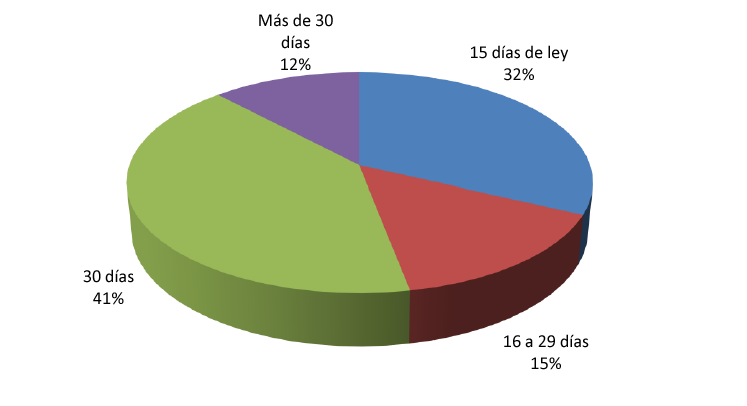 Más de 30
días
12%
15 días de ley
32%
30 días
41%
16 a 29 días
15%